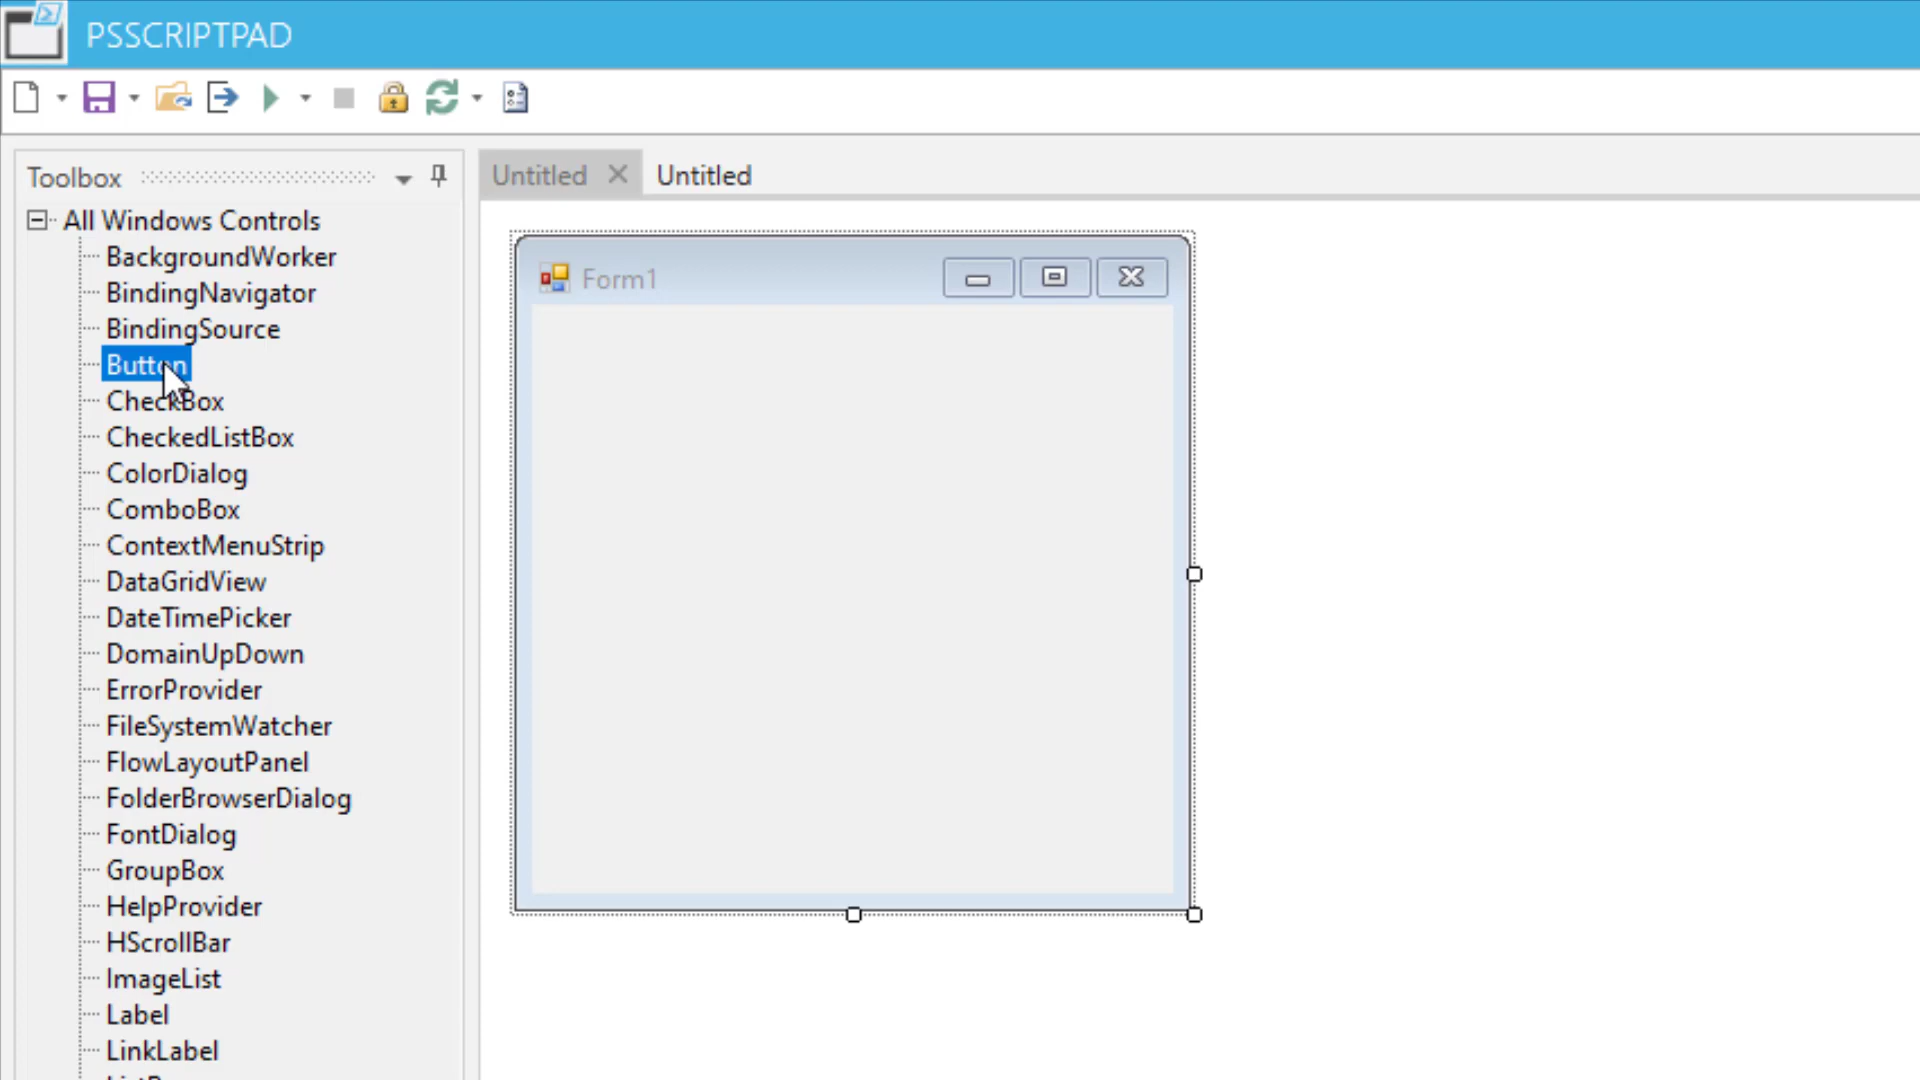 PSSCRIPTPAD
Toolbox
Untitled
Untitled
All Windows Controls
BackgroundWorker
BindingNavigator
BindingSource
Button
CheckBox
CheckedListBox
ColorDialog
ComboBox
ContextMenuStrip
DataGridView
DateTimePicker
DomainUpDown
ErrorProvider
FileSystemWatcher
FlowLayoutPanel
FolderBrowserDialog
FontDialog
GroupBox
HelpProvider
HScrollBar
ImageList
Label
LinkLabel
Form1